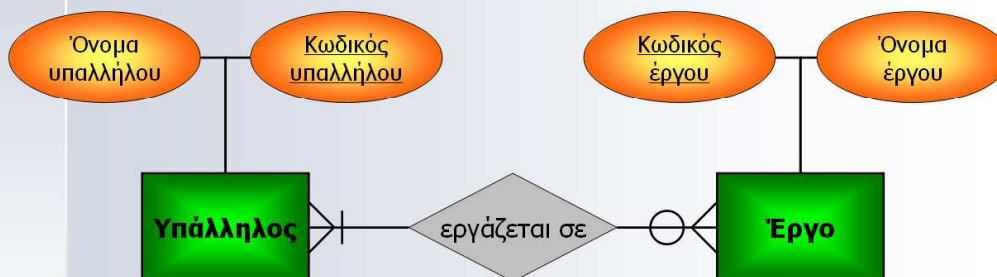 Όνομα
υπαλλήλου
Κωδικός
υπαλλήλου
Κωδικός
έργου
Όνομα
έργου
Υπάλληλος
εργάζεται σε
Έργο